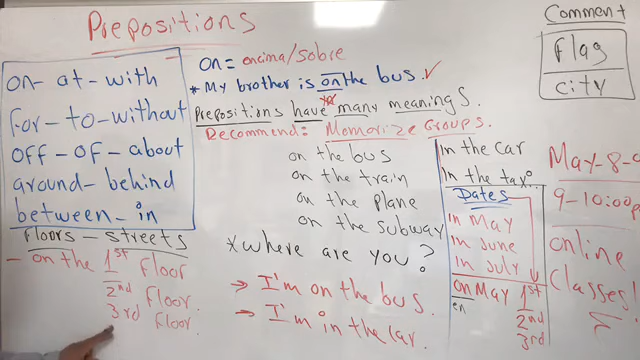 Prepositions
on - at - with
for - to - without
off - of - about
around - behind
between - in
floors - streets
- on the 1st floor
2nd floor.
3rd floor.
on = encima/sobre
* My brother is on the bus. ✓
Prepositions have many meanings.
Recommend: Memorize Groups.
on the bus
on the train
on the plane
on the subway
* where are you?
→ I'm on the bus.
→ I'm in the car.
in the car
in the taxi
Dates
in May
in June
in July
on May 1st
en
2nd
3rd
Comment
flag
city
May-8-
9-10:00p
online
Classes!